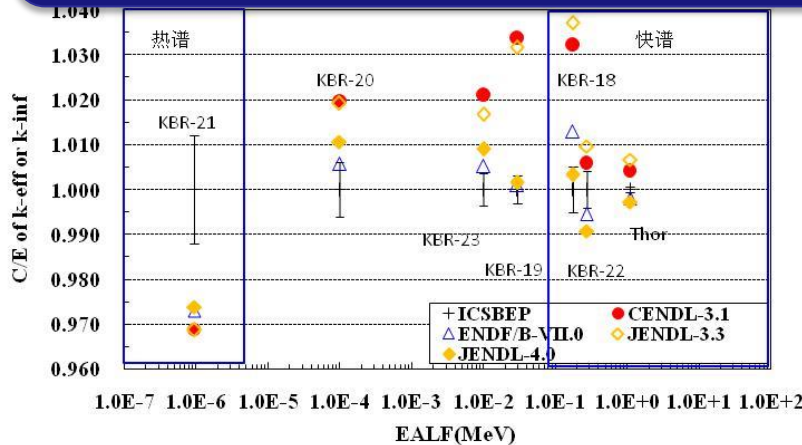 1.040
热谱
快谱
1.030
KBR-20
KBR-18
1.020
KBR-21
1.010
1.000
C/E of k-eff or k-inf
0.990
KBR-23
Thor
0.980
KBR-19
KBR-22
0.970
ICSBEP
CENDL-3.1
ENDF/B-VII.0
JENDL-3.3
JENDL-4.0
0.960
1.0E-7 1.0E-6 1.0E-5 1.0E-4 1.0E-3 1.0E-2 1.0E-1 1.0E+0 1.0E+1 1.0E+2
EALF(MeV)